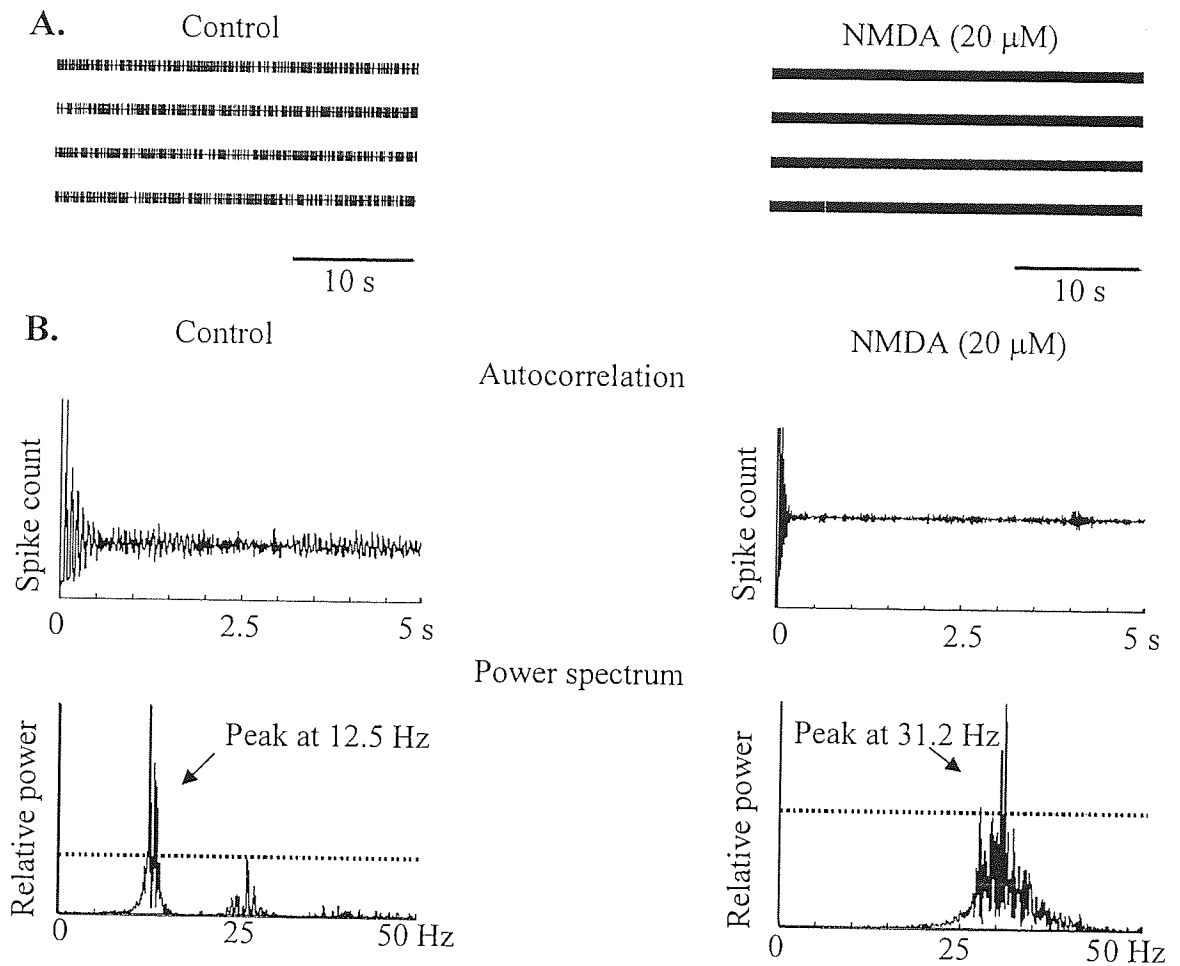 A.
Control
NMDA (20 μM)
10 s
10 s
B.
Control
NMDA (20 μM)
Autocorrelation
Spike count
0
2.5
5 s
Spike count
0
2.5
5 s
Power spectrum
Relative power
Peak at 12.5 Hz
0
25
50 Hz
Relative power
Peak at 31.2 Hz
0
25
50 Hz